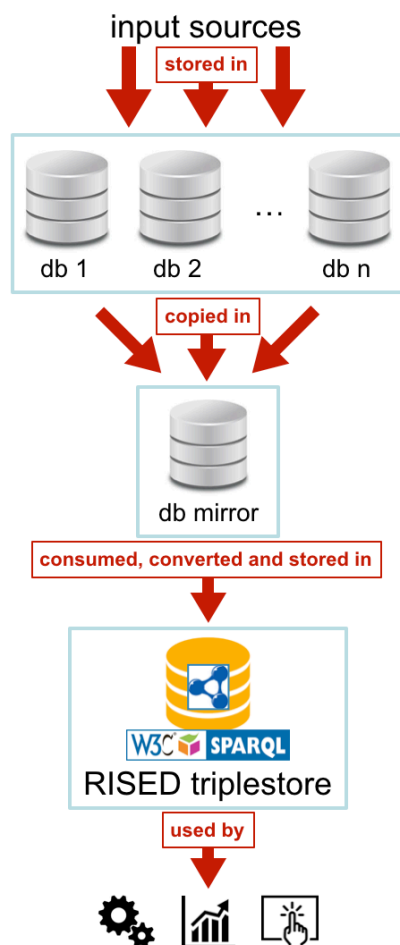 input sources
stored in
db 1 db 2 ... db n
copied in
db mirror
consumed, converted and stored in
W3C SPARQL
RISED triplestore
used by